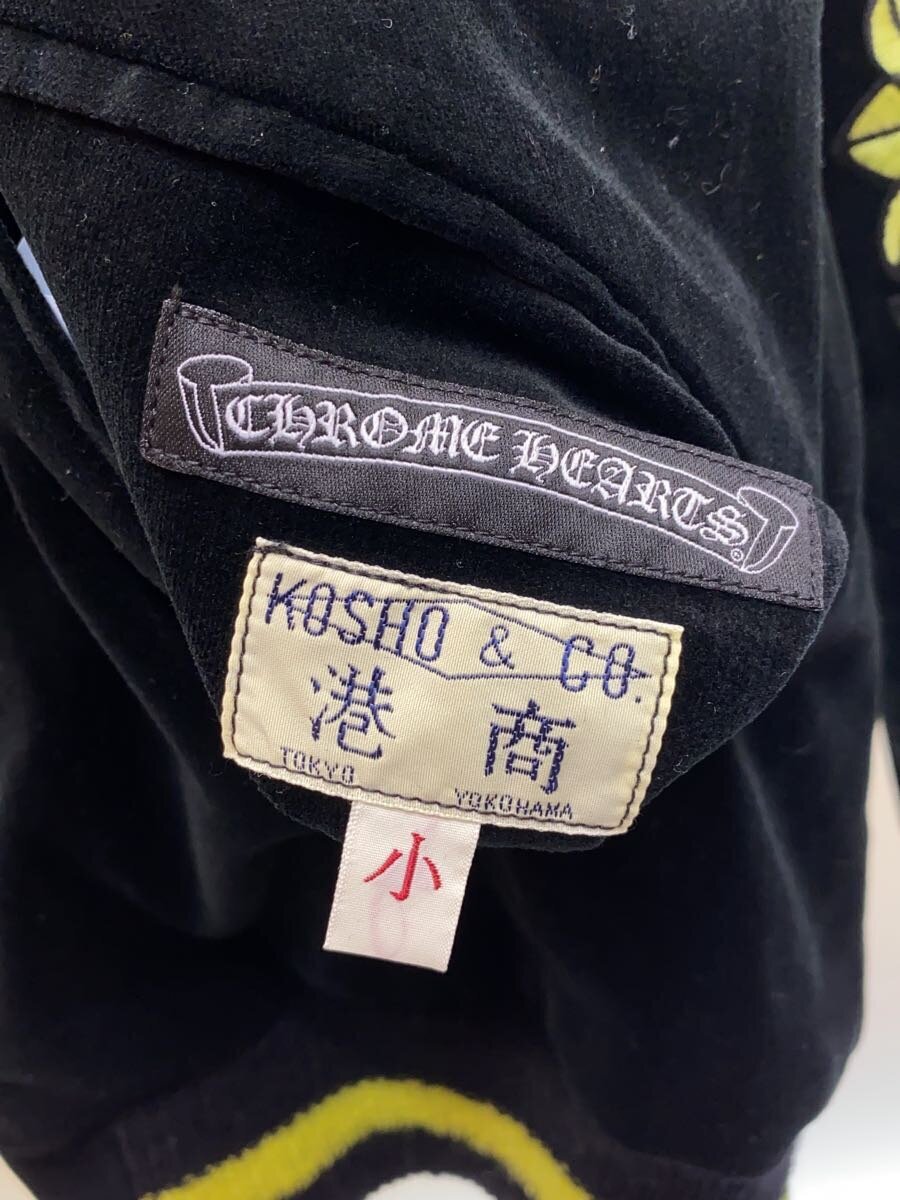 CHROME HEARTS®
KOSHO & CO.
港 商
TOKYO YOKOHAMA
小